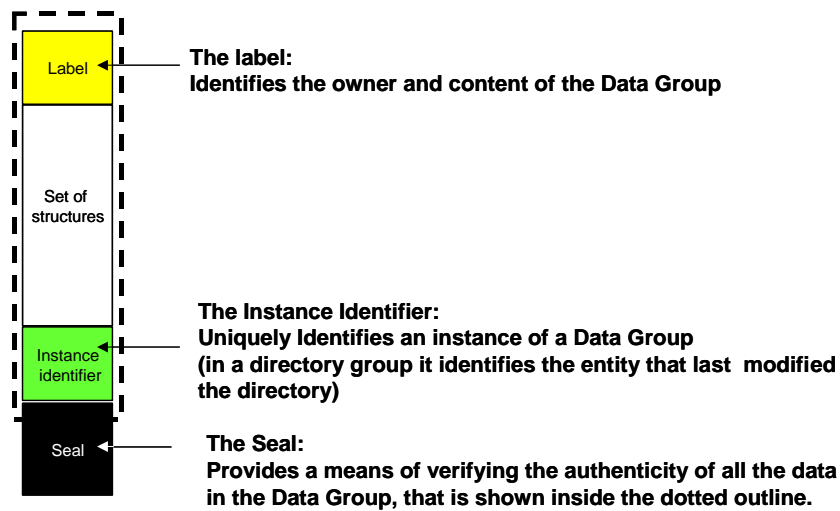 Label
The label:
Identifies the owner and content of the Data Group
Set of
structures
The Instance Identifier:
Uniquely Identifies an instance of a Data Group
(in a directory group it identifies the entity that last modified
the directory)
Instance
identifier
Seal
The Seal:
Provides a means of verifying the authenticity of all the data
in the Data Group, that is shown inside the dotted outline.